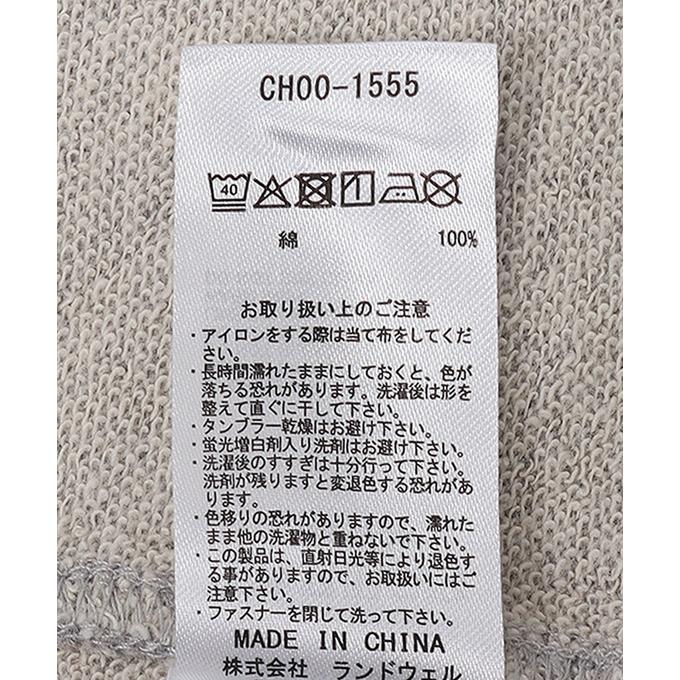 CH00-1555
40
綿 100%
お取り扱い上のご注意
・アイロンをする際は当て布をしてくだ
さい。
・長時間濡れたままにしておくと、色が
落ちる恐れがあります。洗濯後は形を
整えて直ぐに干して下さい。
・タンブラー乾燥はお避け下さい。
・蛍光増白剤入り洗剤はお避け下さい。
・洗濯後のすすぎは十分行って下さい。
洗剤が残りますと変退色する恐れがあ
ります。
・色移りの恐れがありますので、濡れた
まま他の洗濯物と重ねないで下さい。
・この製品は、直射日光等により退色す
る事がありますので、お取扱いにはご
注意下さい。
・ファスナーを閉じて洗って下さい。
MADE IN CHINA
株式会社 ランドウェル